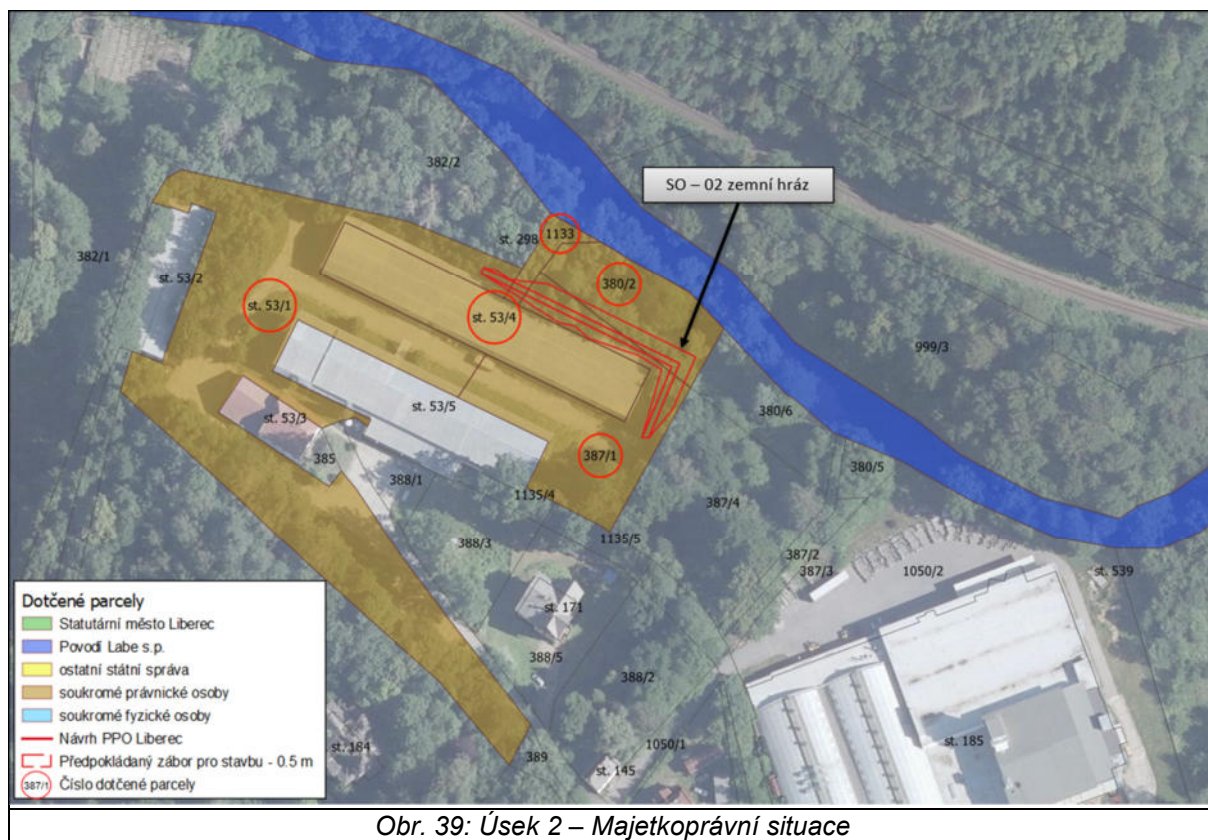 382/2
SO – 02 zemní hráz
st. 298
1133
382/1
st. 53/2
380/2
st. 53/1
st. 53/4
999/3
st. 53/5
380/6
st. 53/3
385
387/1
380/5
388/1
1135/4
387/4
388/3
1135/5
387/2
387/3
1050/2
st. 539
st. 171
388/5
388/2
st. 184
389
1050/1
st. 185
st. 145
Dotčené parcely
Statutární město Liberec
Povodí Labe s.p.
ostatní státní správa
soukromé právnické osoby
soukromé fyzické osoby
Návrh PPO Liberec
Předpokládaný zábor pro stavbu - 0.5 m
387/1 Číslo dotčené parcely
Obr. 39: Úsek 2 – Majetkoprávní situace